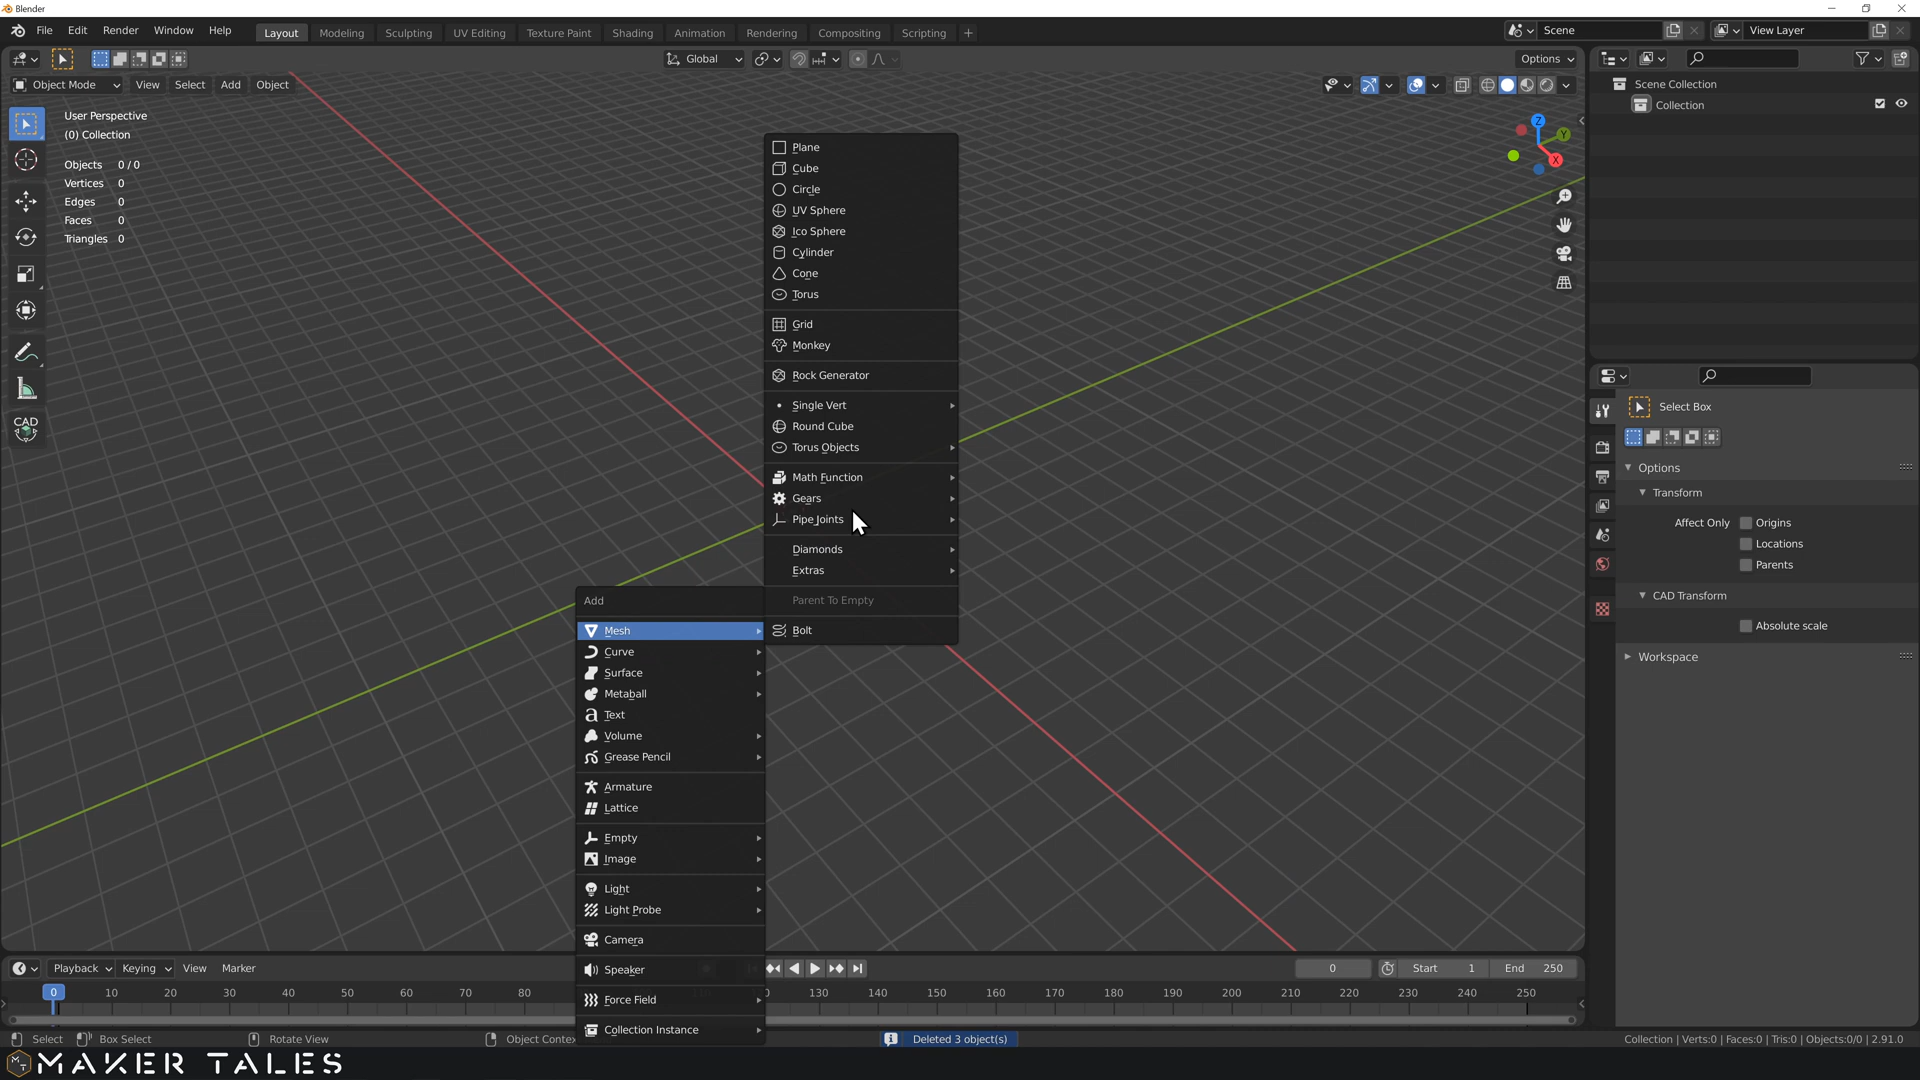 Blender
File Edit Render Window Help
Layout Modeling Sculpting UV Editing Texture Paint Shading Animation Rendering Compositing Scripting +
Scene
View Layer
Global
Options
Object Mode View Select Add Object
User Perspective
(0) Collection
Objects 0 / 0
Vertices 0
Edges 0
Faces 0
Triangles 0
CAD
Z
Y
X
Plane
Cube
Circle
UV Sphere
Ico Sphere
Cylinder
Cone
Torus
Grid
Monkey
Rock Generator
Single Vert
Round Cube
Torus Objects
Math Function
Gears
Pipe Joints
Diamonds
Extras
Parent To Empty
Bolt
Add
Mesh
Curve
Surface
Metaball
Text
Volume
Grease Pencil
Armature
Lattice
Empty
Image
Light
Light Probe
Camera
Speaker
Force Field
Collection Instance
Scene Collection
Collection
Select Box
Options
Transform
Affect Only Origins
Locations
Parents
CAD Transform
Absolute scale
Workspace
Playback Keying View Marker
0 Start 1 End 250
0 10 20 30 40 50 60 70 80 130 140 150 160 170 180 190 200 210 220 230 240 250
Select Box Select Rotate View Object Conte
Deleted 3 object(s)
Collection | Verts:0 | Faces:0 | Tris:0 | Objects:0/0 | 2.91.0
MAKER TALES